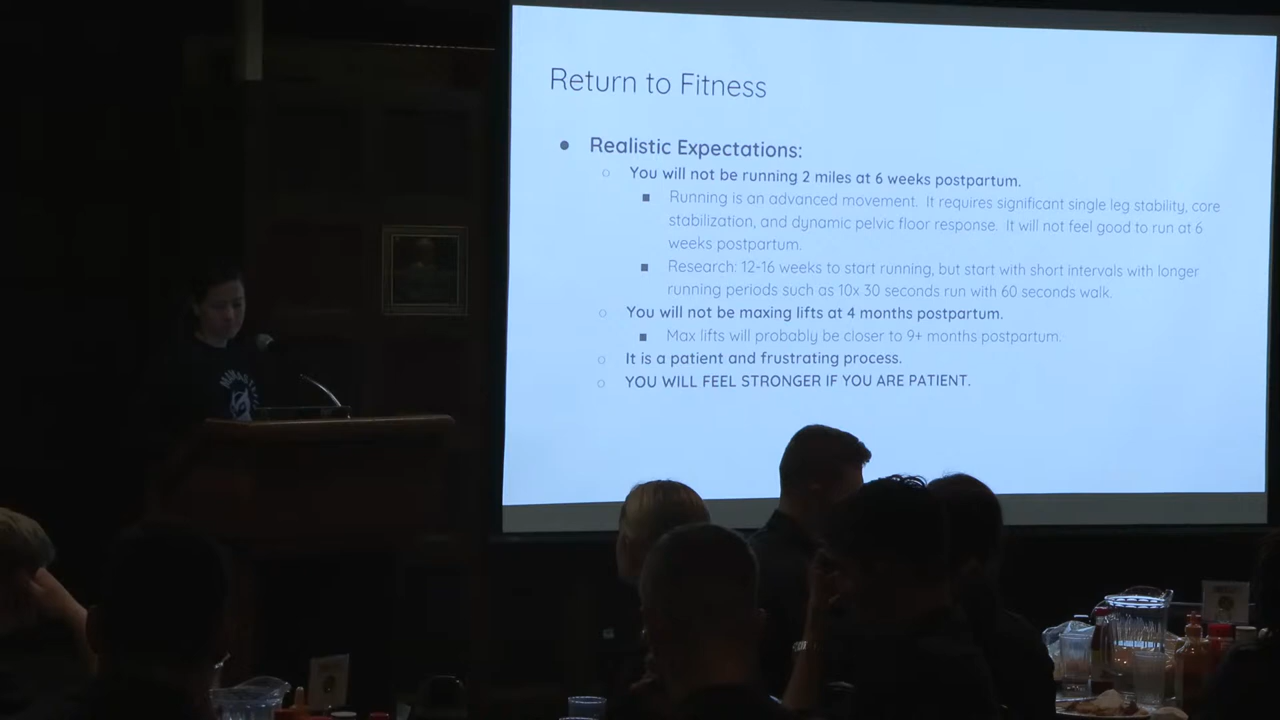 Return to Fitness
● Realistic Expectations:
○ You will not be running 2 miles at 6 weeks postpartum.
■ Running is an advanced movement. It requires significant single leg stability, core
stabilization, and dynamic pelvic floor response. It will not feel good to run at 6
weeks postpartum.
■ Research: 12-16 weeks to start running, but start with short intervals with longer
running periods such as 10x 30 seconds run with 60 seconds walk.
○ You will not be maxing lifts at 4 months postpartum.
■ Max lifts will probably be closer to 9+ months postpartum.
○ It is a patient and frustrating process.
○ YOU WILL FEEL STRONGER IF YOU ARE PATIENT.